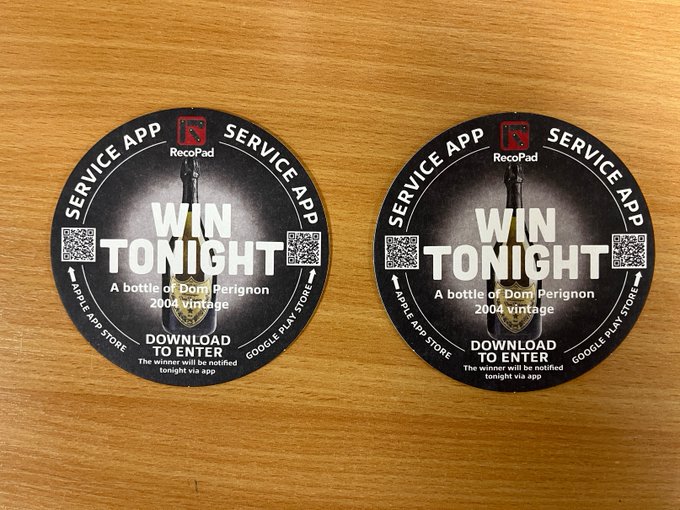 SERVICE APP
RecoPad
SERVICE APP
WIN
TONIGHT
A bottle of Dom Perignon
2004 vintage
APPLE APP STORE
GOOGLE PLAY STORE
DOWNLOAD
TO ENTER
The winner will be notified
tonight via app
SERVICE APP
RecoPad
SERVICE APP
WIN
TONIGHT
A bottle of Dom Perignon
2004 vintage
APPLE APP STORE
GOOGLE PLAY STORE
DOWNLOAD
TO ENTER
The winner will be notified
tonight via app